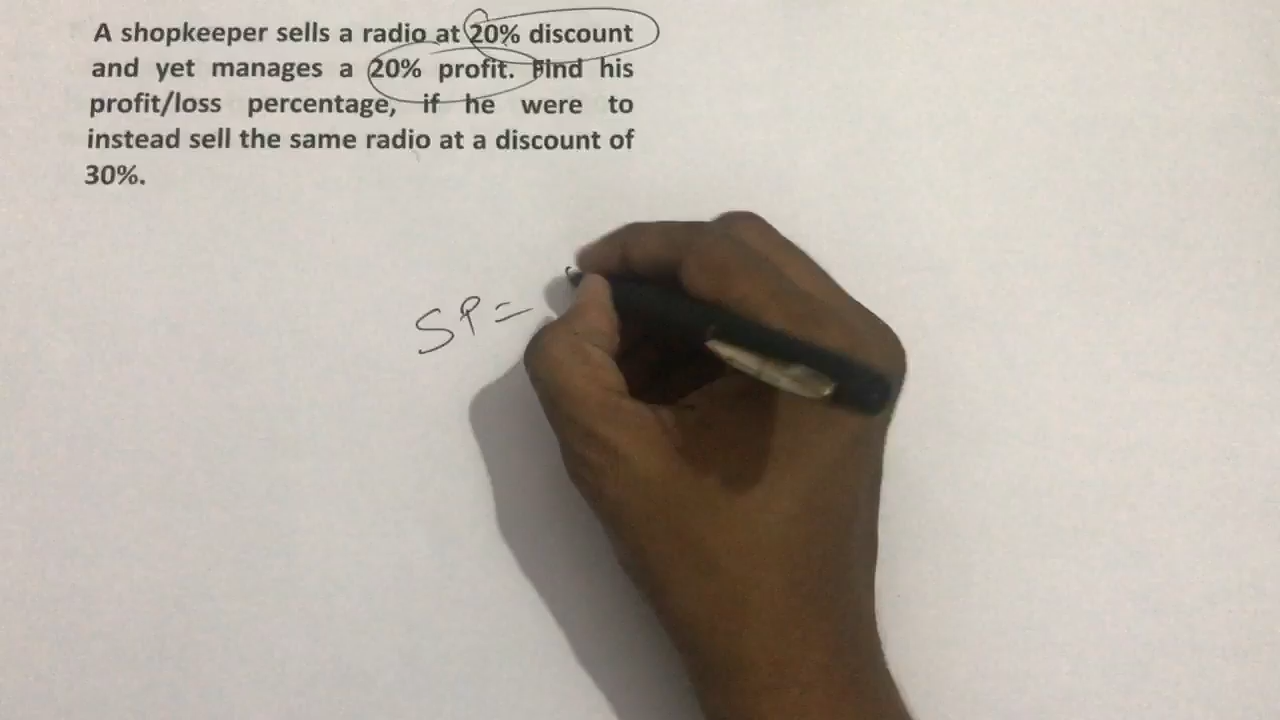 A shopkeeper sells a radio at 20% discount
and yet manages a 20% profit. Find his
profit/loss percentage, if he were to
instead sell the same radio at a discount of
30%.
SP=